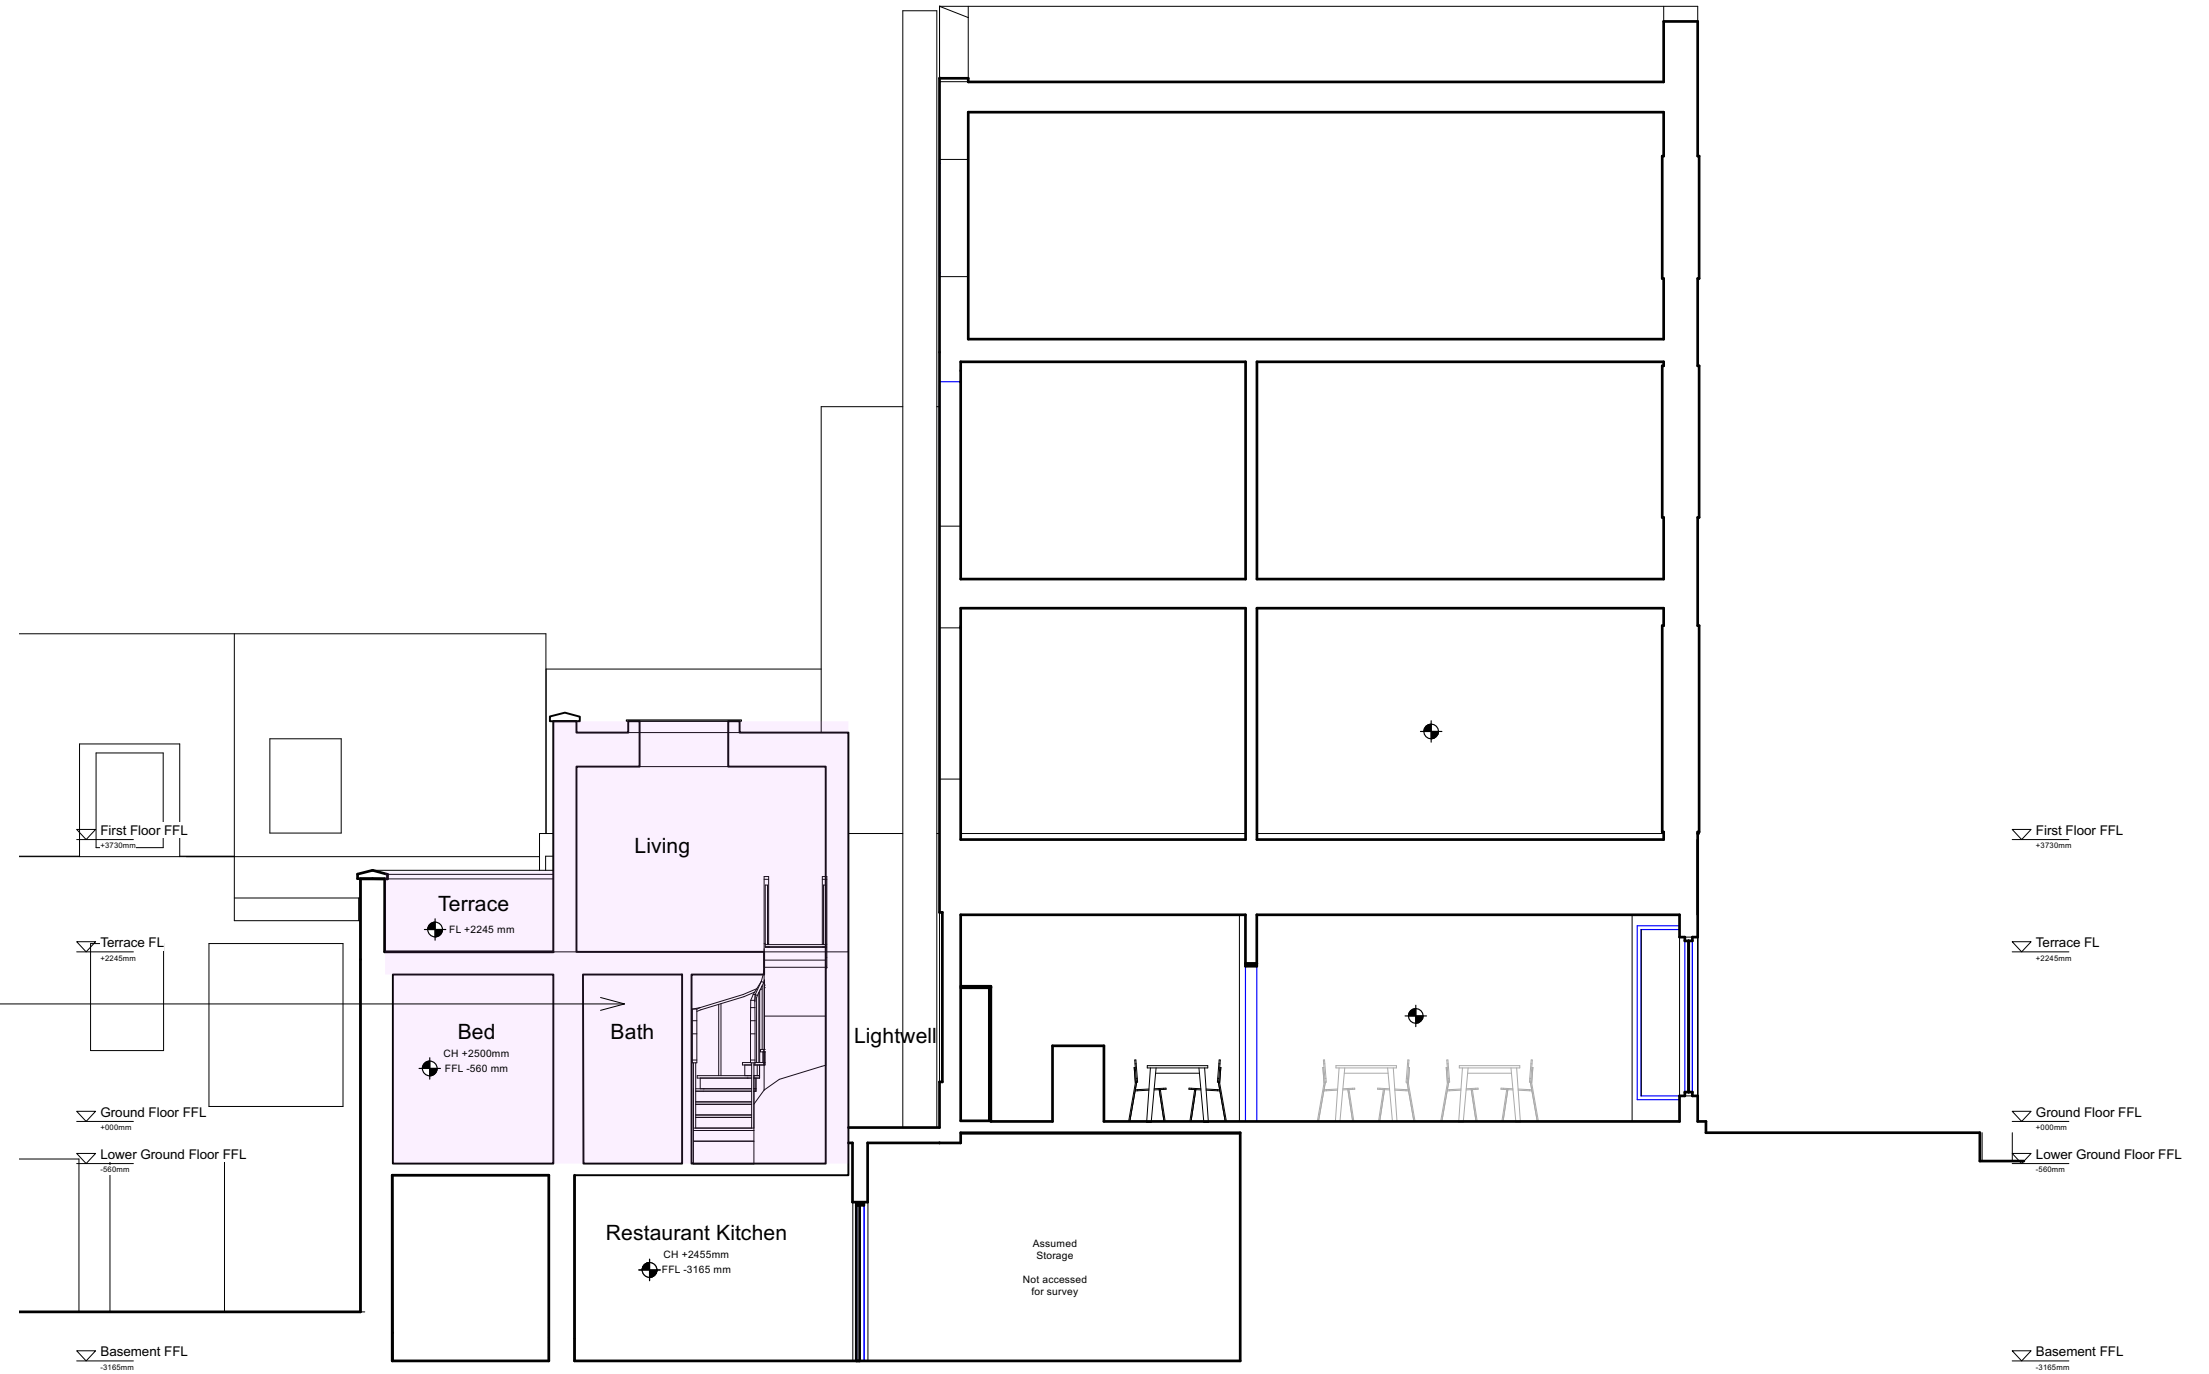 First Floor FFL
+3730mm
Living
First Floor FFL
+3730mm
Terrace
FL +2245 mm
Terrace FL
+2245mm
Terrace FL
+2245mm
Bed
CH +2500mm
FFL -560 mm
Bath
Lightwell
Ground Floor FFL
+000mm
Ground Floor FFL
+000mm
Lower Ground Floor FFL
-560mm
Lower Ground Floor FFL
-560mm
Restaurant Kitchen
CH +2455mm
FFL -3165 mm
Assumed
Storage
Not accessed
for survey
Basement FFL
-3165mm
Basement FFL
-3165mm